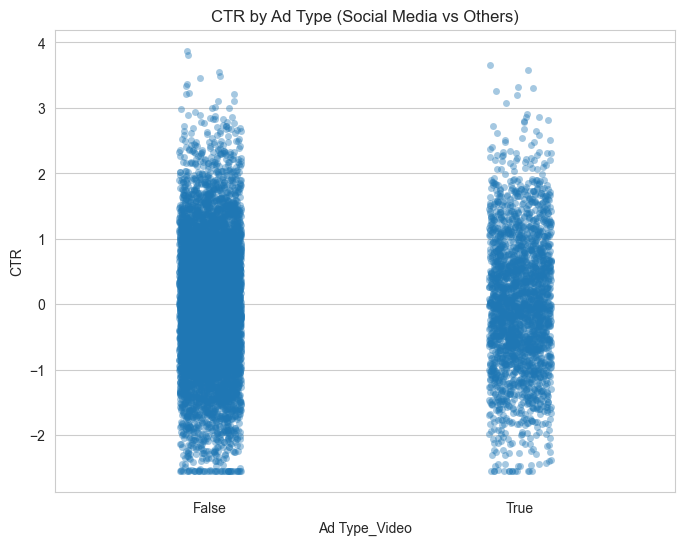 CTR by Ad Type (Social Media vs Others)
4
3
2
1
0
−1
−2
CTR
False
True
Ad Type_Video